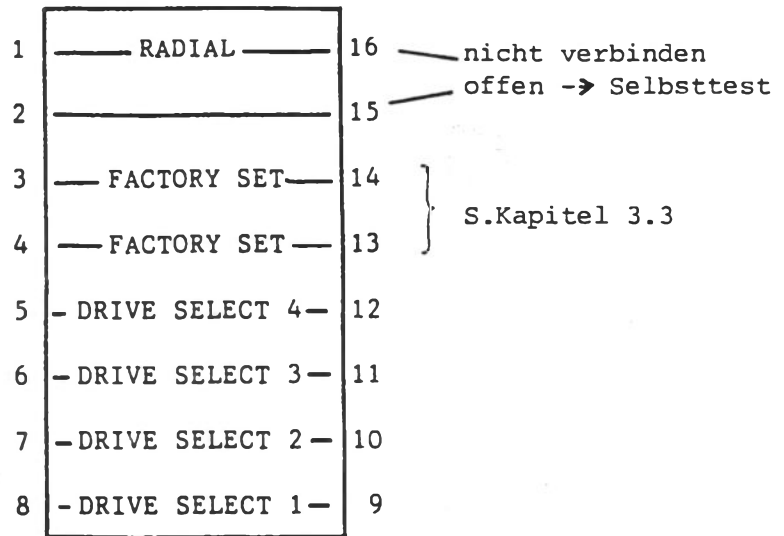 1 — RADIAL — 16 nicht verbinden
offen -> Selbsttest
2 15
3 — FACTORY SET — 14
S.Kapitel 3.3
4 — FACTORY SET — 13
5 - DRIVE SELECT 4 - 12
6 - DRIVE SELECT 3 - 11
7 - DRIVE SELECT 2 - 10
8 - DRIVE SELECT 1 - 9